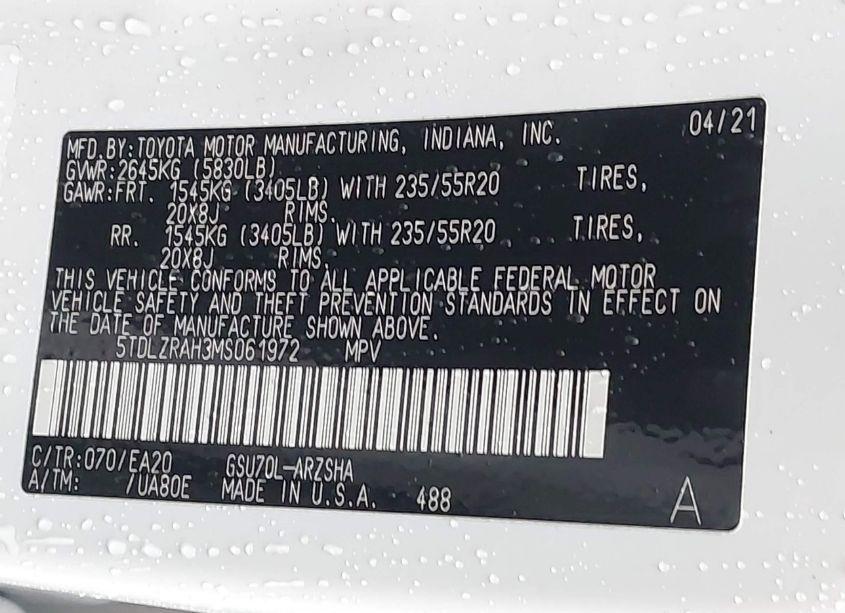 04/21
MFD.BY:TOYOTA MOTOR MANUFACTURING, INDIANA, INC.
GVWR:2645KG (5830LB)
GAWR:FRT. 1545KG (3405LB) WITH 235/55R20 TIRES,
20X8J RIMS.
RR. 1545KG (3405LB) WITH 235/55R20 TIRES,
20X8J RIMS.
THIS VEHICLE CONFORMS TO ALL APPLICABLE FEDERAL MOTOR
VEHICLE SAFETY AND THEFT PREVENTION STANDARDS IN EFFECT ON
THE DATE OF MANUFACTURE SHOWN ABOVE.
5TDLZRAH3MS061972 MPV
C/TR:070/EA20 GSU70L-ARZSHA
A/TM: /UA80E MADE IN U.S.A. 488
A